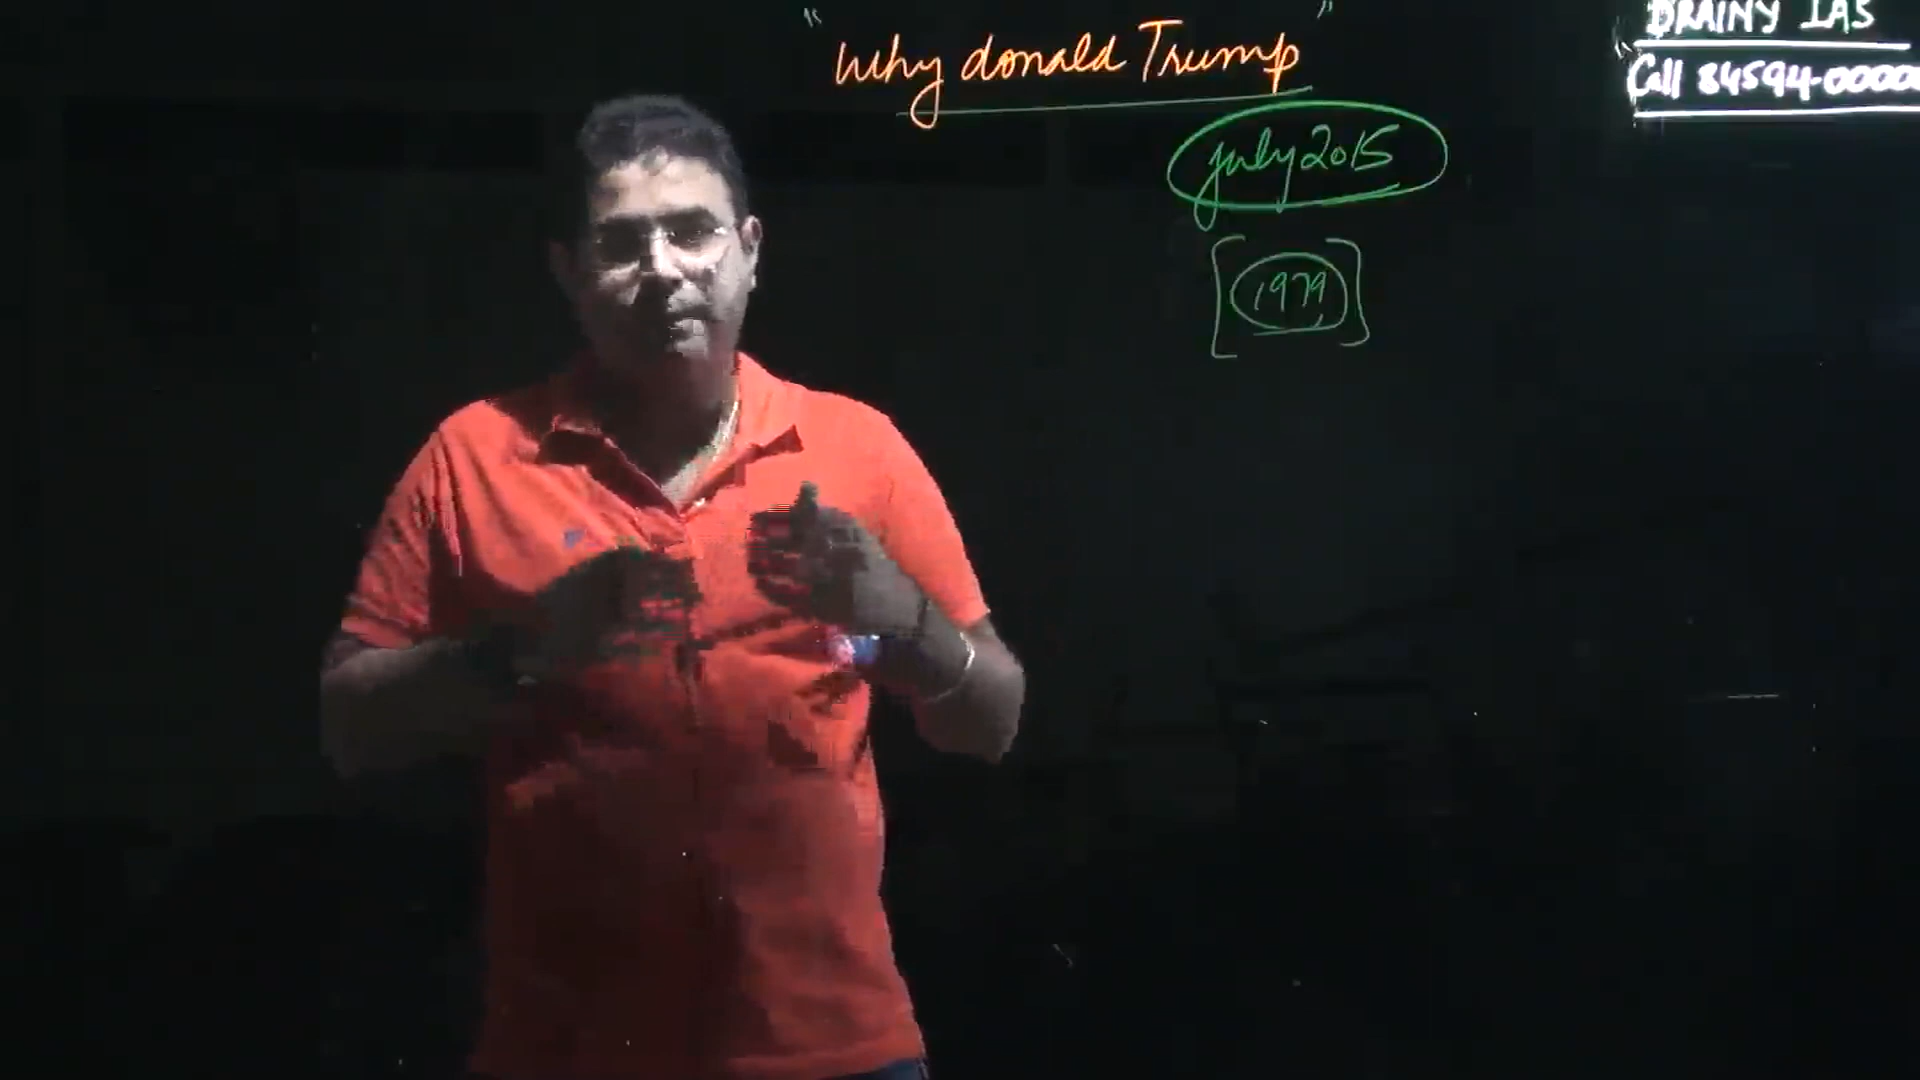 "Why donald Trump"
july 2015
[1979]
BRAINY IAS
"Call 84594-0000